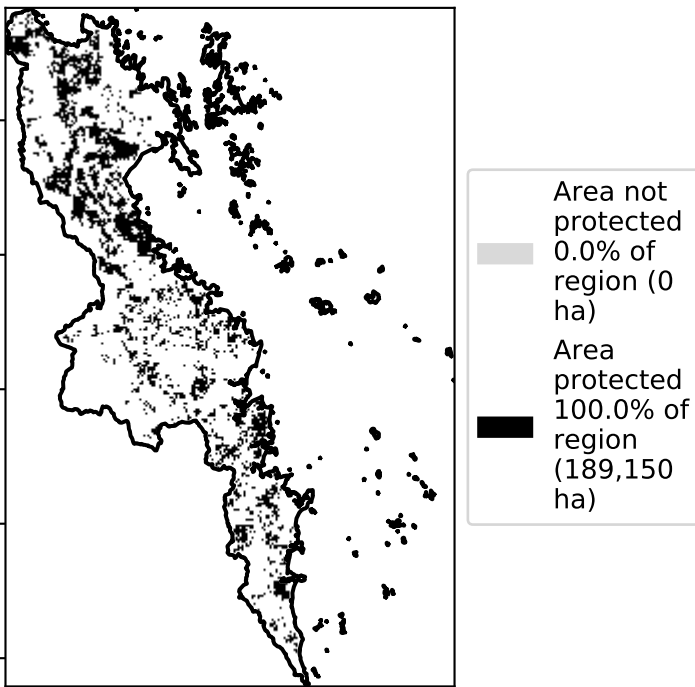 Area not
protected
0.0% of
region (0
ha)
Area
protected
100.0% of
region
(189,150
ha)